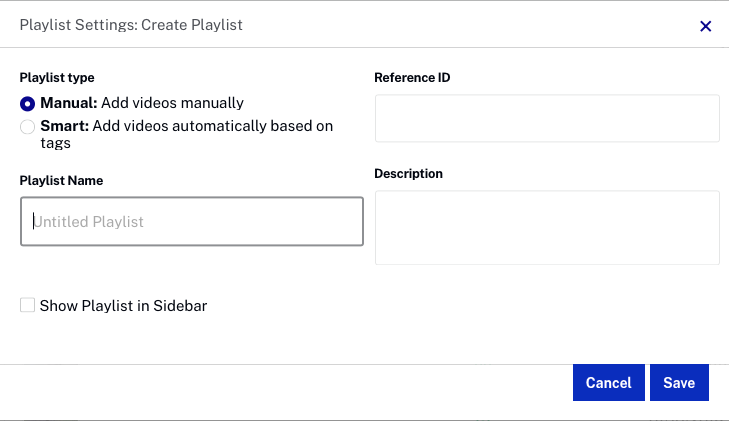 Playlist Settings: Create Playlist
Playlist type
Manual: Add videos manually
Smart: Add videos automatically based on
tags
Playlist Name
Untitled Playlist
Show Playlist in Sidebar
Reference ID
Description
Cancel
Save